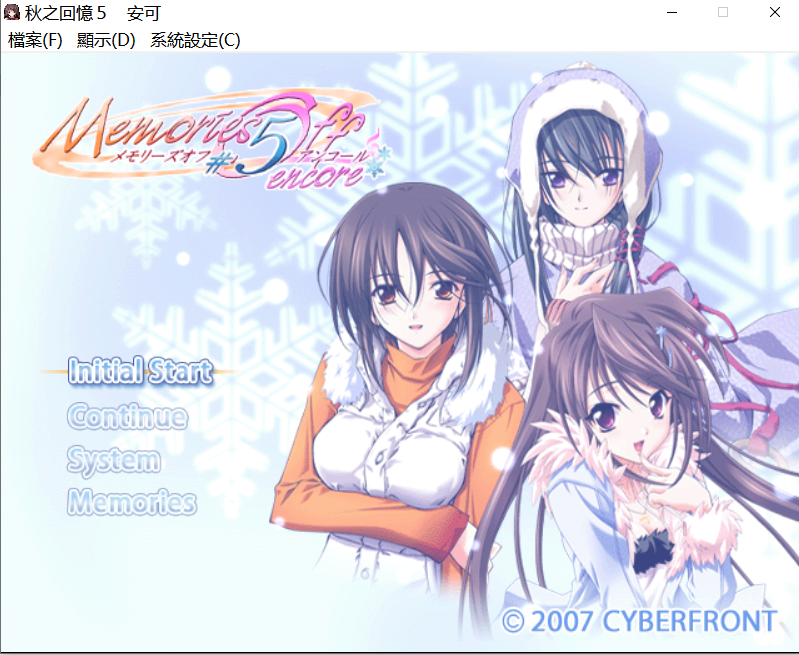 秋之回憶5 安可
檔案(F) 顯示(D) 系統設定(C)
Memories Off
メモリーズオフ #5 アンコール
encore
Initial Start
Continue
System
Memories
© 2007 CYBERFRONT